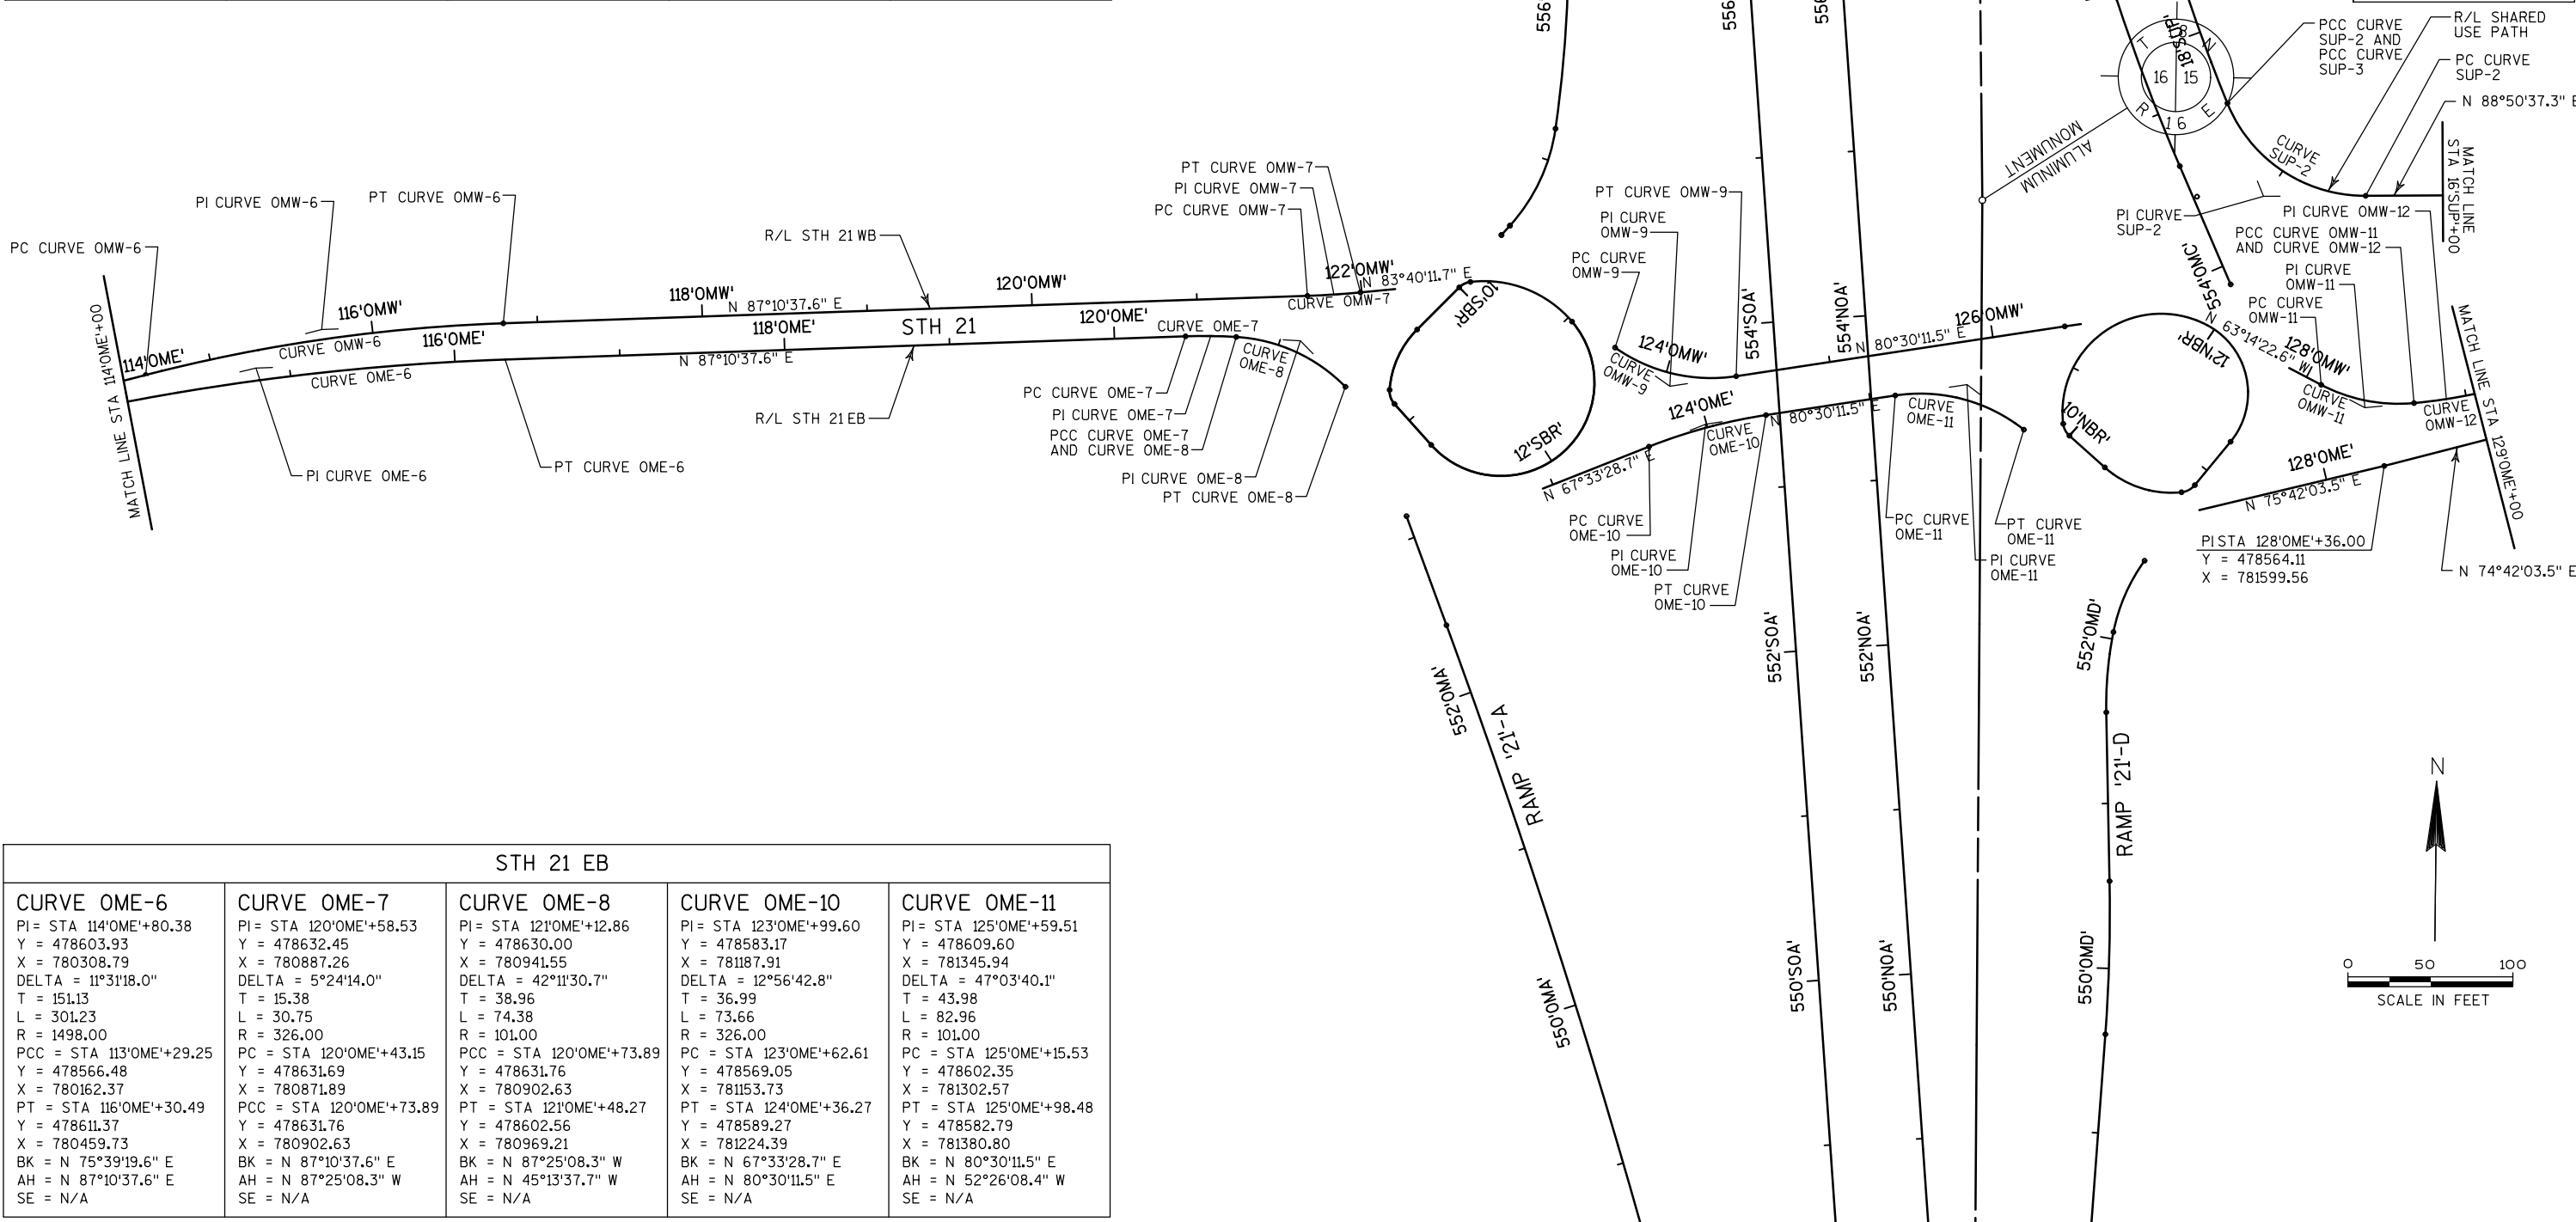 PC CURVE OMW-6
PI CURVE OMW-6
PT CURVE OMW-6
R/L STH 21 WB
PT CURVE OMW-7
PI CURVE OMW-7
PC CURVE OMW-7
MATCH LINE STA 114'OME'+00
114'OME'
116'OMW'
118'OMW'
120'OMW'
122'OMW'
N 87°10'37.6" E
N 83°40'11.7" E
CURVE OMW-7
CURVE OMW-6
STH 21
116'OME'
118'OME'
120'OME'
CURVE OME-6
N 87°10'37.6" E
CURVE OME-7
CURVE
OME-8
PI CURVE OME-6
PT CURVE OME-6
R/L STH 21 EB
PC CURVE OME-7
PI CURVE OME-7
PCC CURVE OME-7
AND CURVE OME-8
PI CURVE OME-8
PT CURVE OME-8
556
556
556
10'SBR'
12'SBR'
PT CURVE OMW-9
PI CURVE
OMW-9
PC CURVE
OMW-9
124'OMW'
CURVE
OMW-9
554'SOA'
554'NOA'
126'OMW'
N 80°30'11.5" E
124'OME'
CURVE
OME-10
N 80°30'11.5" E
CURVE
OME-11
N 67°33'28.7" E
PC CURVE
OME-10
PI CURVE
OME-10
PT CURVE
OME-10
PC CURVE
OME-11
PT CURVE
OME-11
PI CURVE
OME-11
ALUMINUM
MONUMENT
T 8 N
16 15
R 16 E
18'SUP'
PCC CURVE
SUP-2 AND
PCC CURVE
SUP-3
R/L SHARED
USE PATH
PC CURVE
SUP-2
N 88°50'37.3" E
CURVE
SUP-2
MATCH LINE
STA 16'SUP'+00
PI CURVE
SUP-2
PI CURVE OMW-12
PCC CURVE OMW-11
AND CURVE OMW-12
PI CURVE
OMW-11
PC CURVE
OMW-11
554'OMC'
N 63°14'22.6" W
128'OMW'
CURVE
OMW-11
CURVE
OMW-12
MATCH LINE STA 129'OME'+00
12'NBR'
10'NBR'
128'OME'
N 75°42'03.5" E
PI STA 128'OME'+36.00
Y = 478564.11
X = 781599.56
N 74°42'03.5" E
552'OMA'
RAMP '21'-A
550'OMA'
552'SOA'
552'NOA'
550'SOA'
550'NOA'
552'OMD'
RAMP '21'-D
550'OMD'
N
0 50 100
SCALE IN FEET
STH 21 EB
CURVE OME-6
PI= STA 114'OME'+80.38
Y = 478603.93
X = 780308.79
DELTA = 11°31'18.0"
T = 151.13
L = 301.23
R = 1498.00
PCC = STA 113'OME'+29.25
Y = 478566.48
X = 780162.37
PT = STA 116'OME'+30.49
Y = 478611.37
X = 780459.73
BK = N 75°39'19.6" E
AH = N 87°10'37.6" E
SE = N/A
CURVE OME-7
PI= STA 120'OME'+58.53
Y = 478632.45
X = 780887.26
DELTA = 5°24'14.0"
T = 15.38
L = 30.75
R = 326.00
PC = STA 120'OME'+43.15
Y = 478631.69
X = 780871.89
PCC = STA 120'OME'+73.89
Y = 478631.76
X = 780902.63
BK = N 87°10'37.6" E
AH = N 87°25'08.3" W
SE = N/A
CURVE OME-8
PI= STA 121'OME'+12.86
Y = 478630.00
X = 780941.55
DELTA = 42°11'30.7"
T = 38.96
L = 74.38
R = 101.00
PCC = STA 120'OME'+73.89
Y = 478631.76
X = 780902.63
PT = STA 121'OME'+48.27
Y = 478602.56
X = 780969.21
BK = N 87°25'08.3" W
AH = N 45°13'37.7" W
SE = N/A
CURVE OME-10
PI= STA 123'OME'+99.60
Y = 478583.17
X = 781187.91
DELTA = 12°56'42.8"
T = 36.99
L = 73.66
R = 326.00
PC = STA 123'OME'+62.61
Y = 478569.05
X = 781153.73
PT = STA 124'OME'+36.27
Y = 478589.27
X = 781224.39
BK = N 67°33'28.7" E
AH = N 80°30'11.5" E
SE = N/A
CURVE OME-11
PI= STA 125'OME'+59.51
Y = 478609.60
X = 781345.94
DELTA = 47°03'40.1"
T = 43.98
L = 82.96
R = 101.00
PC = STA 125'OME'+15.53
Y = 478602.35
X = 781302.57
PT = STA 125'OME'+98.48
Y = 478582.79
X = 781380.80
BK = N 80°30'11.5" E
AH = N 52°26'08.4" W
SE = N/A